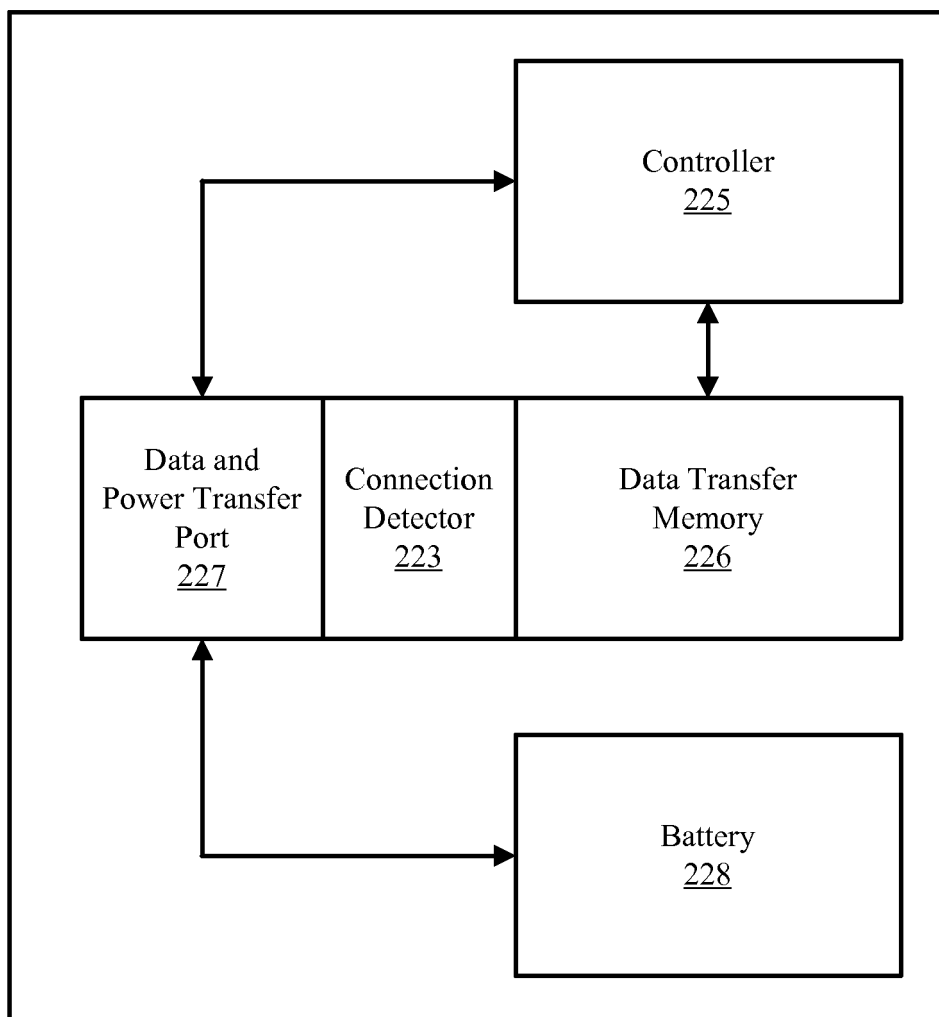 Controller
225
Data and
Power Transfer
Port
227
Connection
Detector
223
Data Transfer
Memory
226
Battery
228